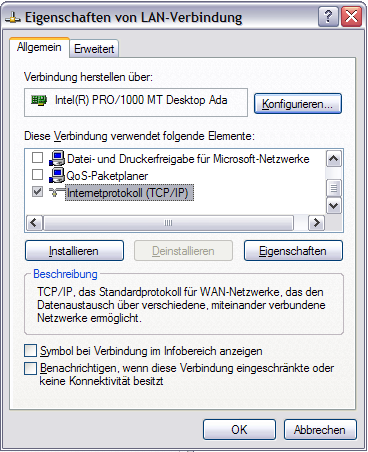 Eigenschaften von LAN-Verbindung
Allgemein
Erweitert
Verbindung herstellen über:
Intel(R) PRO/1000 MT Desktop Ada
Konfigurieren...
Diese Verbindung verwendet folgende Elemente:
Datei- und Druckerfreigabe für Microsoft-Netzwerke
QoS-Paketplaner
Internetprotokoll (TCP/IP)
Installieren
Deinstallieren
Eigenschaften
Beschreibung
TCP/IP, das Standardprotokoll für WAN-Netzwerke, das den
Datenaustausch über verschiedene, miteinander verbundene
Netzwerke ermöglicht.
Symbol bei Verbindung im Infobereich anzeigen
Benachrichtigen, wenn diese Verbindung eingeschränkte oder
keine Konnektivität besitzt
OK
Abbrechen